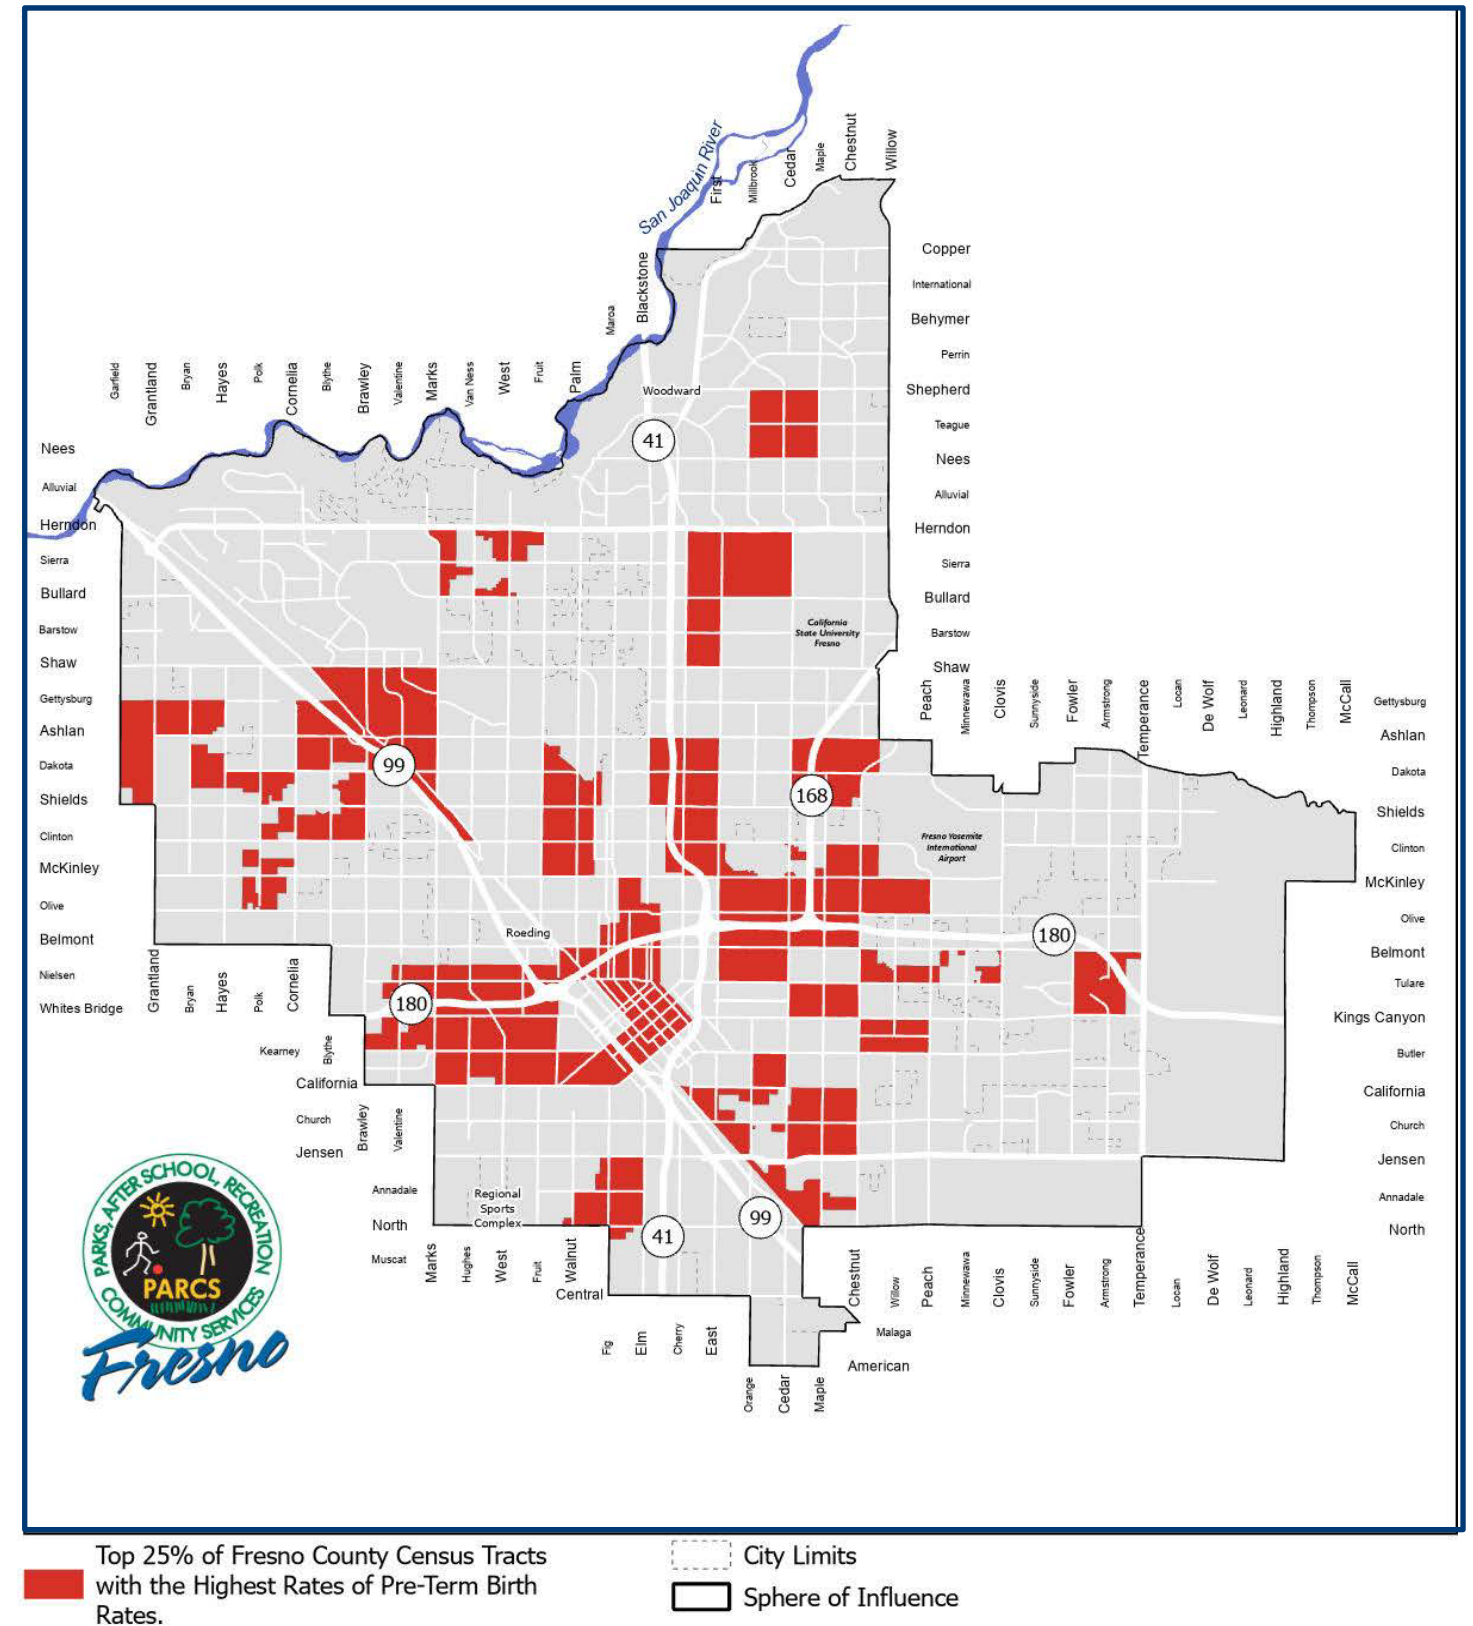 San Joaquin River
First
Millbrook
Cedar
Maple
Chestnut
Willow
Blackstone
Maroa
Garfield
Grantland
Bryan
Hayes
Polk
Cornelia
Blythe
Brawley
Valentine
Marks
Van Ness
West
Fruit
Palm
Copper
International
Behymer
Perrin
Shepherd
Teague
Nees
Alluvial
Herndon
Sierra
Bullard
Barstow
Shaw
Woodward
41
Nees
Alluvial
Herndon
Sierra
Bullard
Barstow
Shaw
Gettysburg
Ashlan
Dakota
Shields
Clinton
McKinley
Olive
Belmont
Nielsen
Whites Bridge
California
State University
Fresno
Peach
Minnewawa
Clovis
Sunnyside
Fowler
Armstrong
Temperance
Locan
De Wolf
Leonard
Highland
Thompson
McCall
Gettysburg
Ashlan
Dakota
Shields
Clinton
McKinley
Olive
Belmont
Tulare
Kings Canyon
Butler
California
Church
Jensen
Annadale
North
99
168
Fresno Yosemite
International
Airport
Roeding
180
180
Grantland
Bryan
Hayes
Polk
Cornelia
Kearney
Blythe
California
Church
Brawley
Valentine
Jensen
Annadale
North
Muscat
Regional
Sports
Complex
Marks
Hughes
West
Fruit
Walnut
Central
41
99
Fig
Elm
Cherry
East
Orange
Cedar
Maple
Malaga
American
Chestnut
Willow
Peach
Minnewawa
Clovis
Sunnyside
Fowler
Armstrong
Temperance
Locan
De Wolf
Leonard
Highland
Thompson
McCall
PARKS, AFTER SCHOOL, RECREATION
PARCS
COMMUNITY SERVICES
Fresno
Top 25% of Fresno County Census Tracts
with the Highest Rates of Pre-Term Birth
Rates.
City Limits
Sphere of Influence